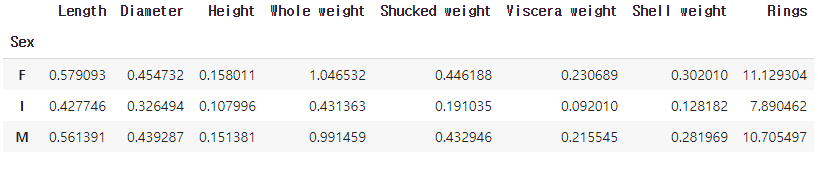 Length Diameter Height Whole weight Shucked weight Viscera weight Shell weight Rings
Sex
F 0.579093 0.454732 0.158011 1.046532 0.446188 0.230689 0.302010 11.129304
I 0.427746 0.326494 0.107996 0.431363 0.191035 0.092010 0.128182 7.890462
M 0.561391 0.439287 0.151381 0.991459 0.432946 0.215545 0.281969 10.705497